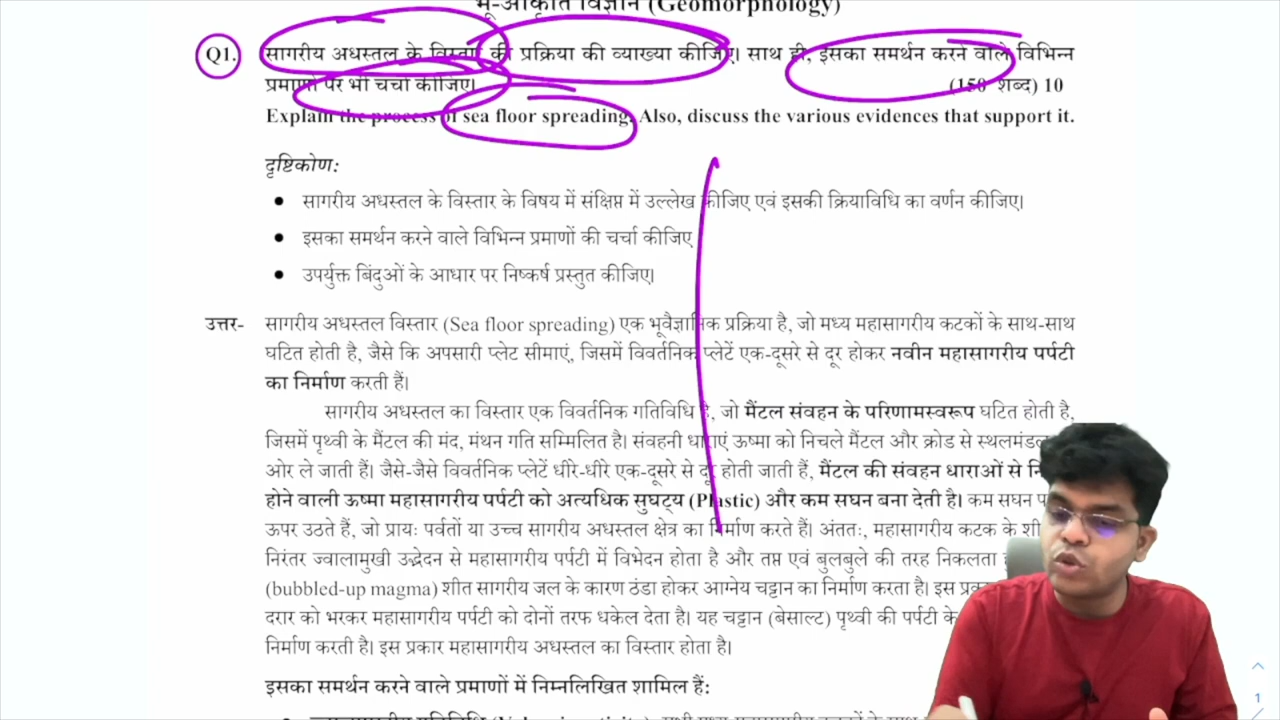 भू-आकृति विज्ञान (Geomorphology)
Q1. सागरीय अधस्तल के विस्तार की प्रक्रिया की व्याख्या कीजिए। साथ ही, इसका समर्थन करने वाले विभिन्न
प्रमाणों पर भी चर्चा कीजिए। (150 शब्द) 10
Explain the process of sea floor spreading. Also, discuss the various evidences that support it.
दृष्टिकोण:
• सागरीय अधस्तल के विस्तार के विषय में संक्षिप्त में उल्लेख कीजिए एवं इसकी क्रियाविधि का वर्णन कीजिए।
• इसका समर्थन करने वाले विभिन्न प्रमाणों की चर्चा कीजिए
• उपर्युक्त बिंदुओं के आधार पर निष्कर्ष प्रस्तुत कीजिए।
उत्तर- सागरीय अधस्तल विस्तार (Sea floor spreading) एक भूवैज्ञानिक प्रक्रिया है, जो मध्य महासागरीय कटकों के साथ-साथ
घटित होती है, जैसे कि अपसारी प्लेट सीमाएं, जिसमें विवर्तनिक प्लेटें एक-दूसरे से दूर होकर नवीन महासागरीय पर्पटी
का निर्माण करती हैं।
सागरीय अधस्तल का विस्तार एक विवर्तनिक गतिविधि है, जो मैंटल संवहन के परिणामस्वरूप घटित होती है,
जिसमें पृथ्वी के मैंटल की मंद, मंथन गति सम्मिलित है। संवहनी धाराएं ऊष्मा को निचले मैंटल और क्रोड से
ओर ले जाती हैं। जैसे-जैसे विवर्तनिक प्लेटें धीरे-धीरे एक-दूसरे से दूर होती जाती हैं, मैंटल की संवहन धाराओं से
होने वाली ऊष्मा महासागरीय पर्पटी को अत्यधिक सुघट्य (Plastic) और कम सघन बना देती है। कम सघन
ऊपर उठते हैं, जो प्रायः पर्वतों या उच्च सागरीय अधस्तल क्षेत्र का निर्माण करते हैं। अंततः, महासागरीय कटक के
निरंतर ज्वालामुखी उद्भेदन से महासागरीय पर्पटी में विभेदन होता है और तप्त एवं बुलबुले की तरह निकलता
(bubbled-up magma) शीत सागरीय जल के कारण ठंडा होकर आग्नेय चट्टान का निर्माण करता है। इस
दरार को भरकर महासागरीय पर्पटी को दोनों तरफ धकेल देता है। यह चट्टान (बेसाल्ट) पृथ्वी की पर्पटी के
निर्माण करती है। इस प्रकार महासागरीय अधस्तल का विस्तार होता है।
इसका समर्थन करने वाले प्रमाणों में निम्नलिखित शामिल हैं:
1